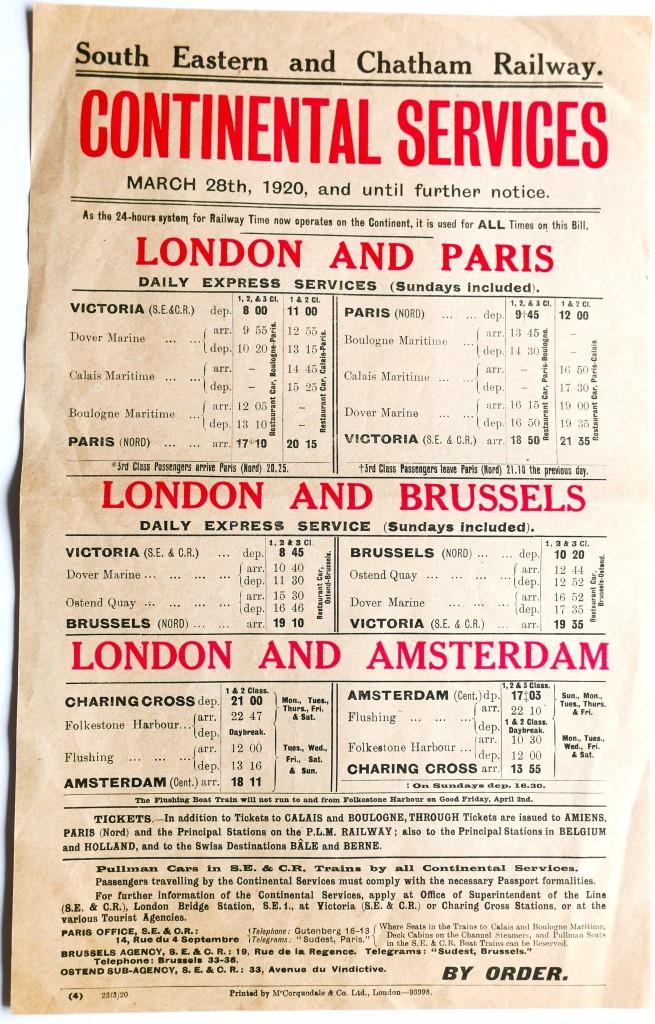 South Eastern and Chatham Railway.
CONTINENTAL SERVICES
MARCH 28th, 1920, and until further notice.
As the 24-hours system for Railway Time now operates on the Continent, it is used for ALL Times on this Bill.
LONDON AND PARIS
DAILY EXPRESS SERVICES (Sundays included).
1, 2, & 3 Cl. 1 & 2 Cl.
VICTORIA (S.E.&C.R.) dep. 8 00 11 00
Dover Marine ... ... arr. 9 55 12 55
dep. 10 20 13 15
Calais Maritime ... ... arr. – 14 45
dep. – 15 25
Boulogne Maritime ... arr. 12 05 –
dep. 13 10 –
PARIS (NORD) ... ... arr. 17*10 20 15
Restaurant Car, Boulogne-Paris.
Restaurant Car, Calais-Paris.
*3rd Class Passengers arrive Paris (Nord) 20.25.
1, 2, & 3 Cl. 1 & 2 Cl.
PARIS (NORD) ... ... dep. 9†45 12 00
Boulogne Maritime ... arr. 13 45 –
dep. 14 30 –
Calais Maritime ... ... arr. – 16 50
dep. – 17 30
Dover Marine ... ... arr. 16 15 19 00
dep. 16 50 19 35
VICTORIA (S.E. & C.R.) arr. 18 50 21 35
Restaurant Car, Paris-Boulogne.
Restaurant Car, Paris-Calais
†3rd Class Passengers leave Paris (Nord) 21.10 the previous day.
LONDON AND BRUSSELS
DAILY EXPRESS SERVICE (Sundays included).
1, 2 & 3 Cl.
VICTORIA (S.E. & C.R.) ... dep. 8 45
Dover Marine ... ... ... arr. 10 40
dep. 11 30
Ostend Quay ... ... ... arr. 15 30
dep. 16 46
BRUSSELS (NORD) ... ... arr. 19 10
Restaurant Car, Ostend-Brussels.
1, 2 & 3 Cl.
BRUSSELS (NORD) ... ... dep. 10 20
Ostend Quay ... ... ... arr. 12 44
dep. 12 52
Dover Marine ... ... arr. 16 52
dep. 17 35
VICTORIA (S.E. & C.R.) ... arr. 19 35
Restaurant Car, Brussels-Ostend.
LONDON AND AMSTERDAM
1 & 2 Class.
CHARING CROSS dep. 21 00
Folkestone Harbour... arr. 22 47
dep. Daybreak.
Flushing ... ... ... arr. 12 00
dep. 13 16
AMSTERDAM (Cent.) arr. 18 11
Mon., Tues.,
Thurs., Fri.
& Sat.
Tues., Wed.,
Fri., Sat.
& Sun.
1, 2 & 3 Class.
AMSTERDAM (Cent.) dp. 17‡03
Flushing ... ... ... arr. 22 10
1 & 2 Class.
dep. Daybreak.
Folkestone Harbour ... arr. 10 30
dep. 12 00
CHARING CROSS arr. 13 55
Sun., Mon.,
Tues., Thurs.
& Fri.
Mon., Tues.,
Wed., Fri.
& Sat.
‡ On Sundays dep. 16.30.
The Flushing Boat Train will not run to and from Folkestone Harbour on Good Friday, April 2nd.
TICKETS.—In addition to Tickets to CALAIS and BOULOGNE, THROUGH Tickets are issued to AMIENS,
PARIS (Nord) and the Principal Stations on the P.L.M. RAILWAY; also to the Principal Stations in BELGIUM
and HOLLAND, and to the Swiss Destinations BÂLE and BERNE.
Pullman Cars in S.E. & C.R. Trains by all Continental Services.
Passengers travelling by the Continental Services must comply with the necessary Passport formalities.
For further information of the Continental Services, apply at Office of Superintendent of the Line
(S.E. & C.R.), London Bridge Station, S.E.1., at Victoria (S.E. & C.R.) or Charing Cross Stations, or at the
various Tourist Agencies.
PARIS OFFICE, S.E. & C.R.:
14, Rue du 4 Septembre
Telephone: Gutenberg 16-13
Telegrams: "Sudest, Paris."
Where Seats in the Trains to Calais and Boulogne Maritime,
Deck Cabins on the Channel Steamers, and Pullman Seats
in the S.E. & C.R. Boat Trains can be Reserved.
BRUSSELS AGENCY, S.E. & C.R.: 19, Rue de la Regence. Telegrams: "Sudest, Brussels."
Telephone: Brussels 33-36.
OSTEND SUB-AGENCY, S.E. & C.R.: 33, Avenue du Vindictive.
BY ORDER.
(4) 23/3/20 Printed by McCorquodale & Co. Ltd., London—93998.